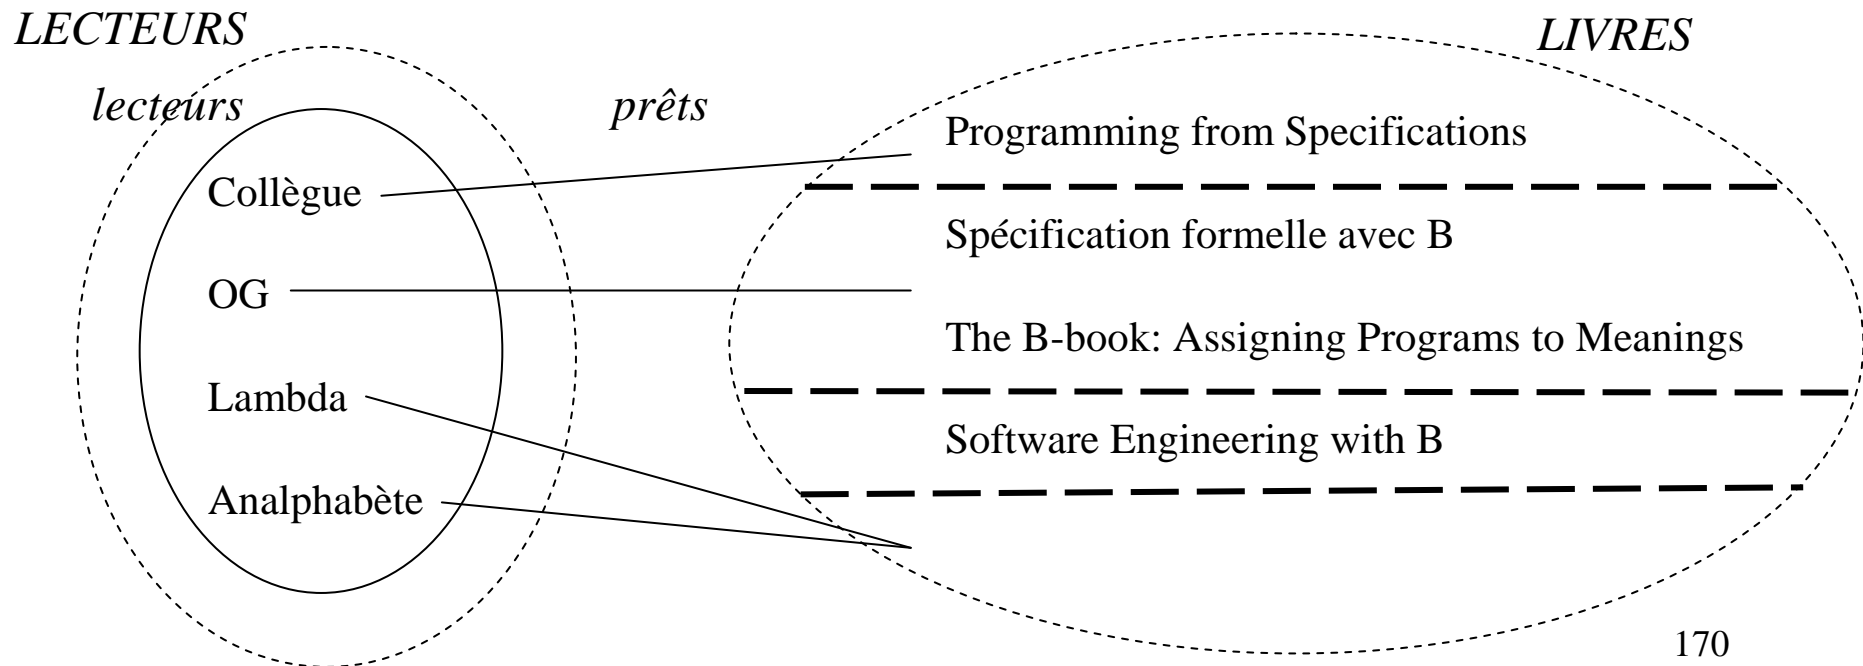 LECTEURS
LIVRES
lecteurs
prêts
Programming from Specifications
Collègue
Spécification formelle avec B
OG
The B-book: Assigning Programs to Meanings
Lambda
Software Engineering with B
Analphabète
170